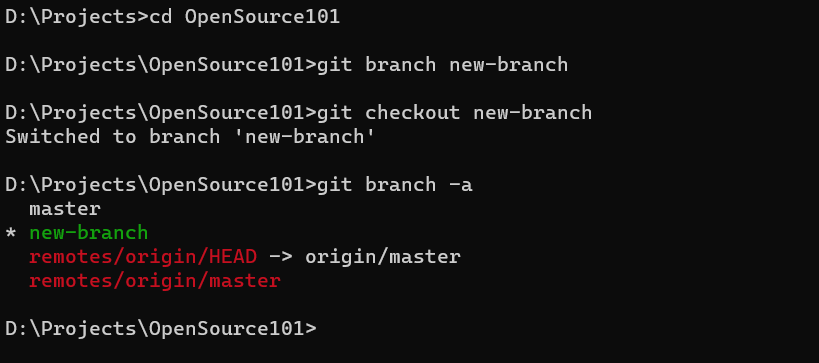 D:\Projects>cd OpenSource101
D:\Projects\OpenSource101>git branch new-branch
D:\Projects\OpenSource101>git checkout new-branch
Switched to branch 'new-branch'
D:\Projects\OpenSource101>git branch -a
  master
* new-branch
  remotes/origin/HEAD -> origin/master
  remotes/origin/master
D:\Projects\OpenSource101>